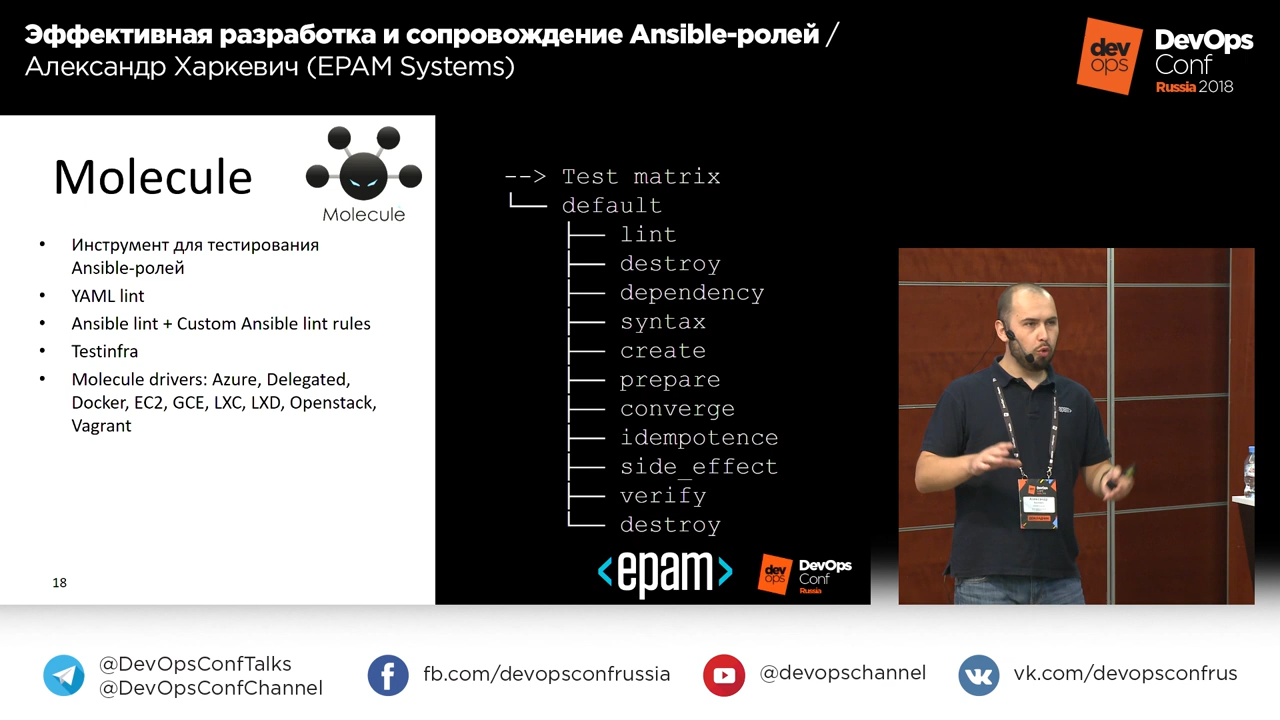 Эффективная разработка и сопровождение Ansible-ролей /
Александр Харкевич (EPAM Systems)
dev
ops
DevOps
Conf
Russia 2018
Molecule
Molecule
• Инструмент для тестирования
Ansible-ролей
• YAML lint
• Ansible lint + Custom Ansible lint rules
• Testinfra
• Molecule drivers: Azure, Delegated,
Docker, EC2, GCE, LXC, LXD, Openstack,
Vagrant
18
--> Test matrix
└── default
├── lint
├── destroy
├── dependency
├── syntax
├── create
├── prepare
├── converge
├── idempotence
├── side_effect
├── verify
└── destroy
<epam>
dev
ops
DevOps
Conf
Russia
@DevOpsConfTalks
@DevOpsConfChannel
fb.com/devopsconfrussia
@devopschannel
vk.com/devopsconfrus